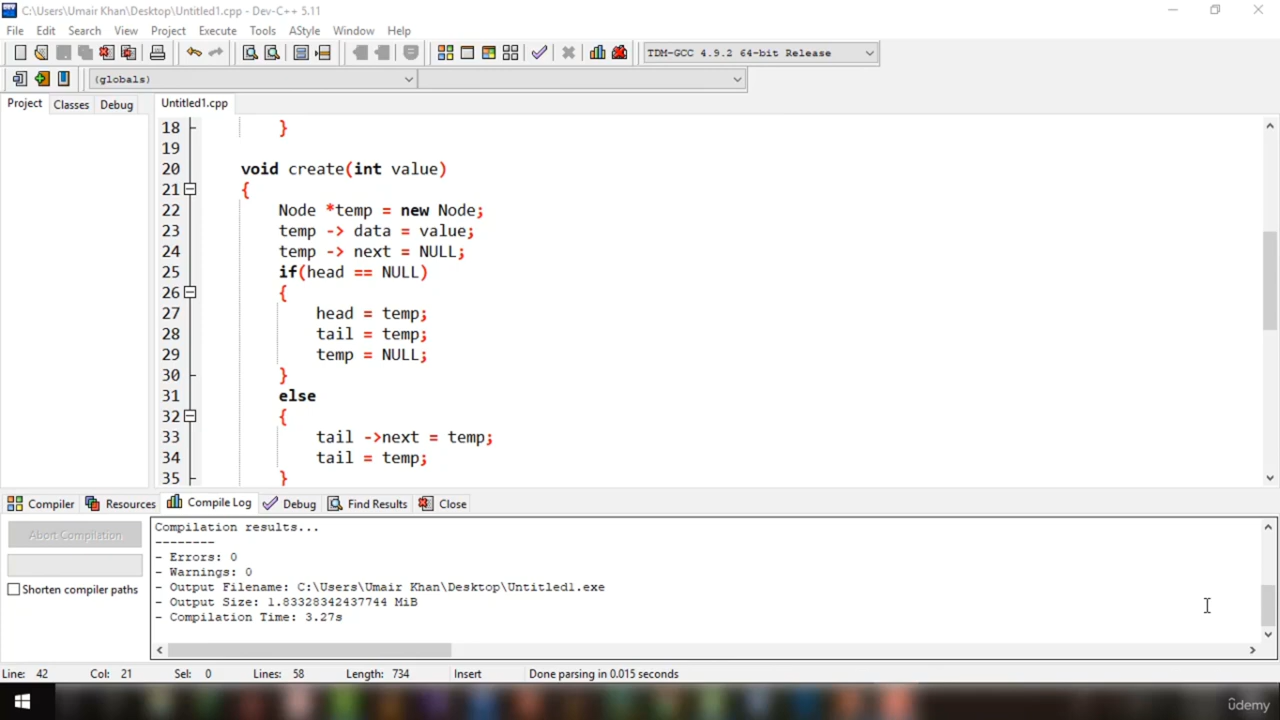 C:\Users\Umair Khan\Desktop\Untitled1.cpp - Dev-C++ 5.11
File Edit Search View Project Execute Tools AStyle Window Help
TDM-GCC 4.9.2 64-bit Release
(globals)
Project Classes Debug Untitled1.cpp
18 }
19
20 void create(int value)
21 {
22 Node *temp = new Node;
23 temp -> data = value;
24 temp -> next = NULL;
25 if(head == NULL)
26 {
27 head = temp;
28 tail = temp;
29 temp = NULL;
30 }
31 else
32 {
33 tail ->next = temp;
34 tail = temp;
35 }
Compiler Resources Compile Log Debug Find Results Close
Abort Compilation
Shorten compiler paths
Compilation results...
--------
- Errors: 0
- Warnings: 0
- Output Filename: C:\Users\Umair Khan\Desktop\Untitled1.exe
- Output Size: 1.83328342437744 MiB
- Compilation Time: 3.27s
Line: 42 Col: 21 Sel: 0 Lines: 58 Length: 734 Insert Done parsing in 0.015 seconds
ûdemy